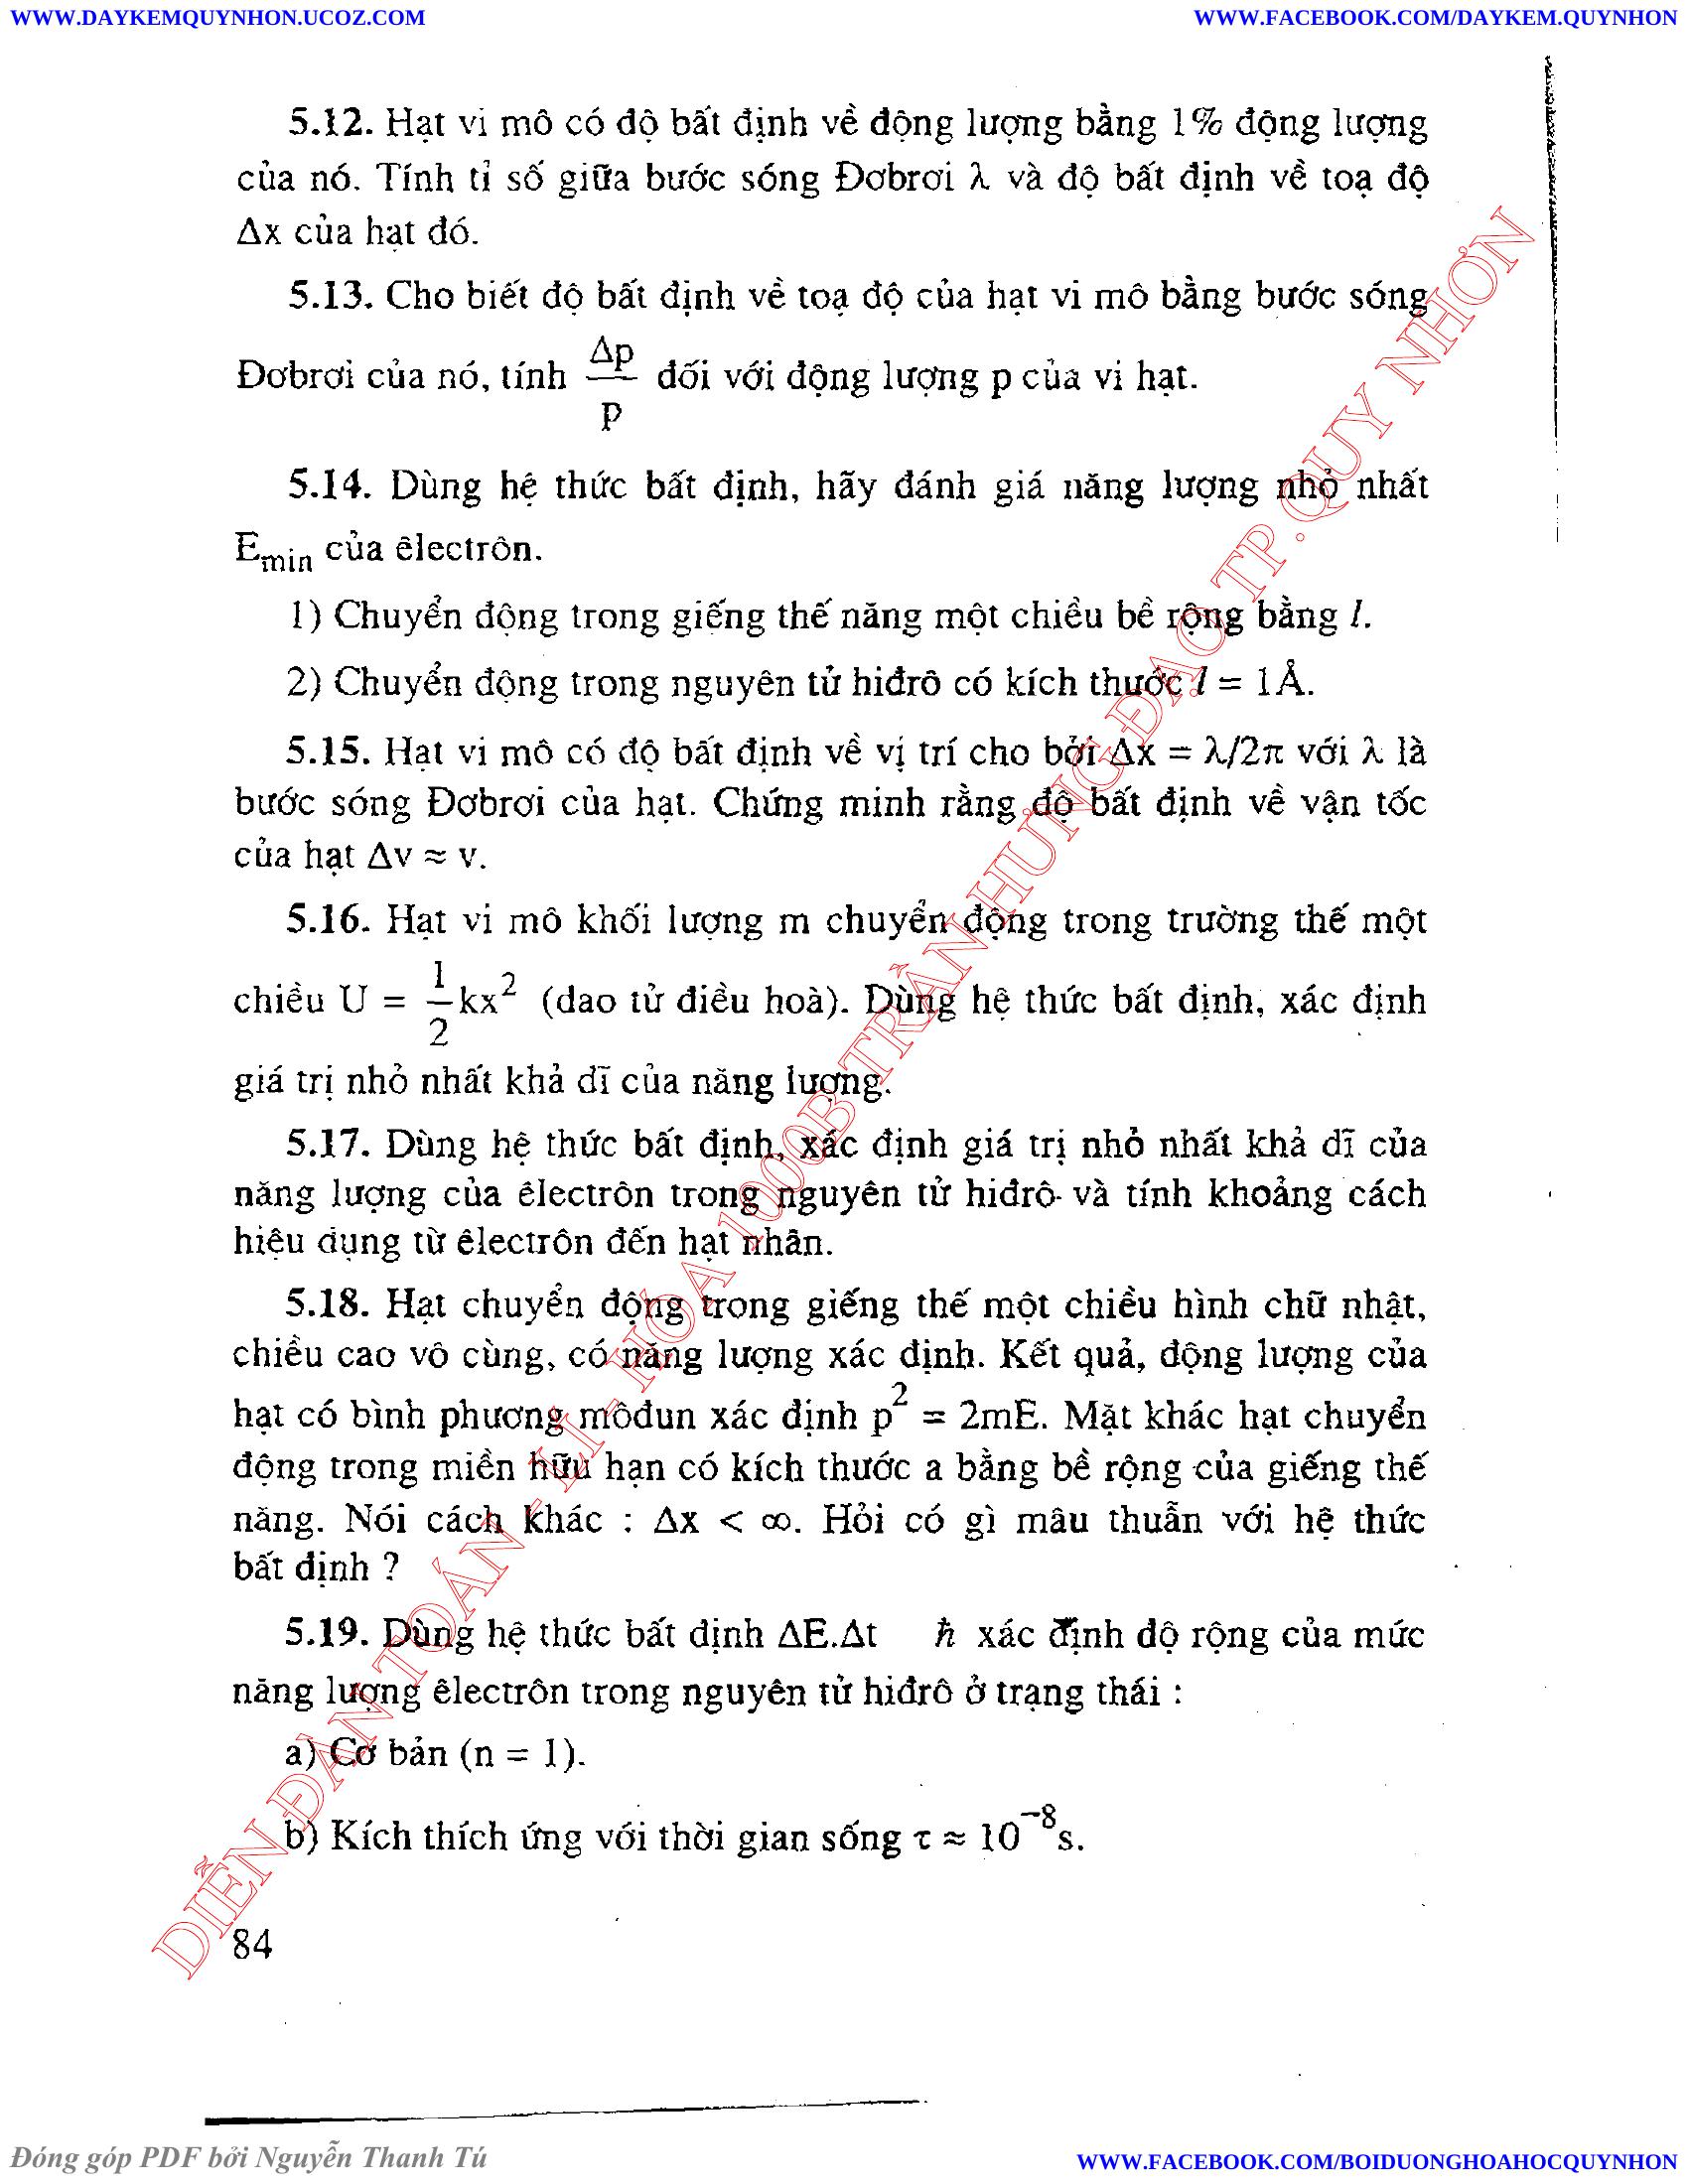 WWW.DAYKEMQUYNHON.UCOZ.COM
WWW.FACEBOOK.COM/DAYKEM.QUYNHON
5.12. Hạt vi mô có độ bất định về động lượng bằng 1% động lượng
của nó. Tính tỉ số giữa bước sóng Đơbrơi λ và độ bất định về toạ độ
Δx của hạt đó.
5.13. Cho biết độ bất định về toạ độ của hạt vi mô bằng bước sóng
Đơbrơi của nó, tính Δp/p đối với động lượng p của vi hạt.
5.14. Dùng hệ thức bất định, hãy đánh giá năng lượng nhỏ nhất
Emin của êlectrôn.
1) Chuyển động trong giếng thế năng một chiều bề rộng bằng l.
2) Chuyển động trong nguyên tử hiđrô có kích thước l = 1Å.
5.15. Hạt vi mô có độ bất định về vị trí cho bởi Δx = λ/2π với λ là
bước sóng Đơbrơi của hạt. Chứng minh rằng độ bất định về vận tốc
của hạt Δv ≈ v.
5.16. Hạt vi mô khối lượng m chuyển động trong trường thế một
chiều U = 1/2 kx² (dao tử điều hoà). Dùng hệ thức bất định, xác định
giá trị nhỏ nhất khả dĩ của năng lượng.
5.17. Dùng hệ thức bất định, xác định giá trị nhỏ nhất khả dĩ của
năng lượng của êlectrôn trong nguyên tử hiđrô và tính khoảng cách
hiệu dụng từ êlectrôn đến hạt nhân.
5.18. Hạt chuyển động trong giếng thế một chiều hình chữ nhật,
chiều cao vô cùng, có năng lượng xác định. Kết quả, động lượng của
hạt có bình phương môđun xác định p² = 2mE. Mặt khác hạt chuyển
động trong miền hữu hạn có kích thước a bằng bề rộng của giếng thế
năng. Nói cách khác : Δx < ∞. Hỏi có gì mâu thuẫn với hệ thức
bất định ?
5.19. Dùng hệ thức bất định ΔE.Δt ħ xác định độ rộng của mức
năng lượng êlectrôn trong nguyên tử hiđrô ở trạng thái :
a) Cơ bản (n = 1).
b) Kích thích ứng với thời gian sống τ ≈ 10⁻⁸s.
84
DIỄN ĐÀN TOÁN - LÍ - HÓA 1000B TRẦN HƯNG ĐẠO TP.QUY NHƠN
Đóng góp PDF bởi Nguyễn Thanh Tú
WWW.FACEBOOK.COM/BOIDUONGHOAHOCQUYNHON